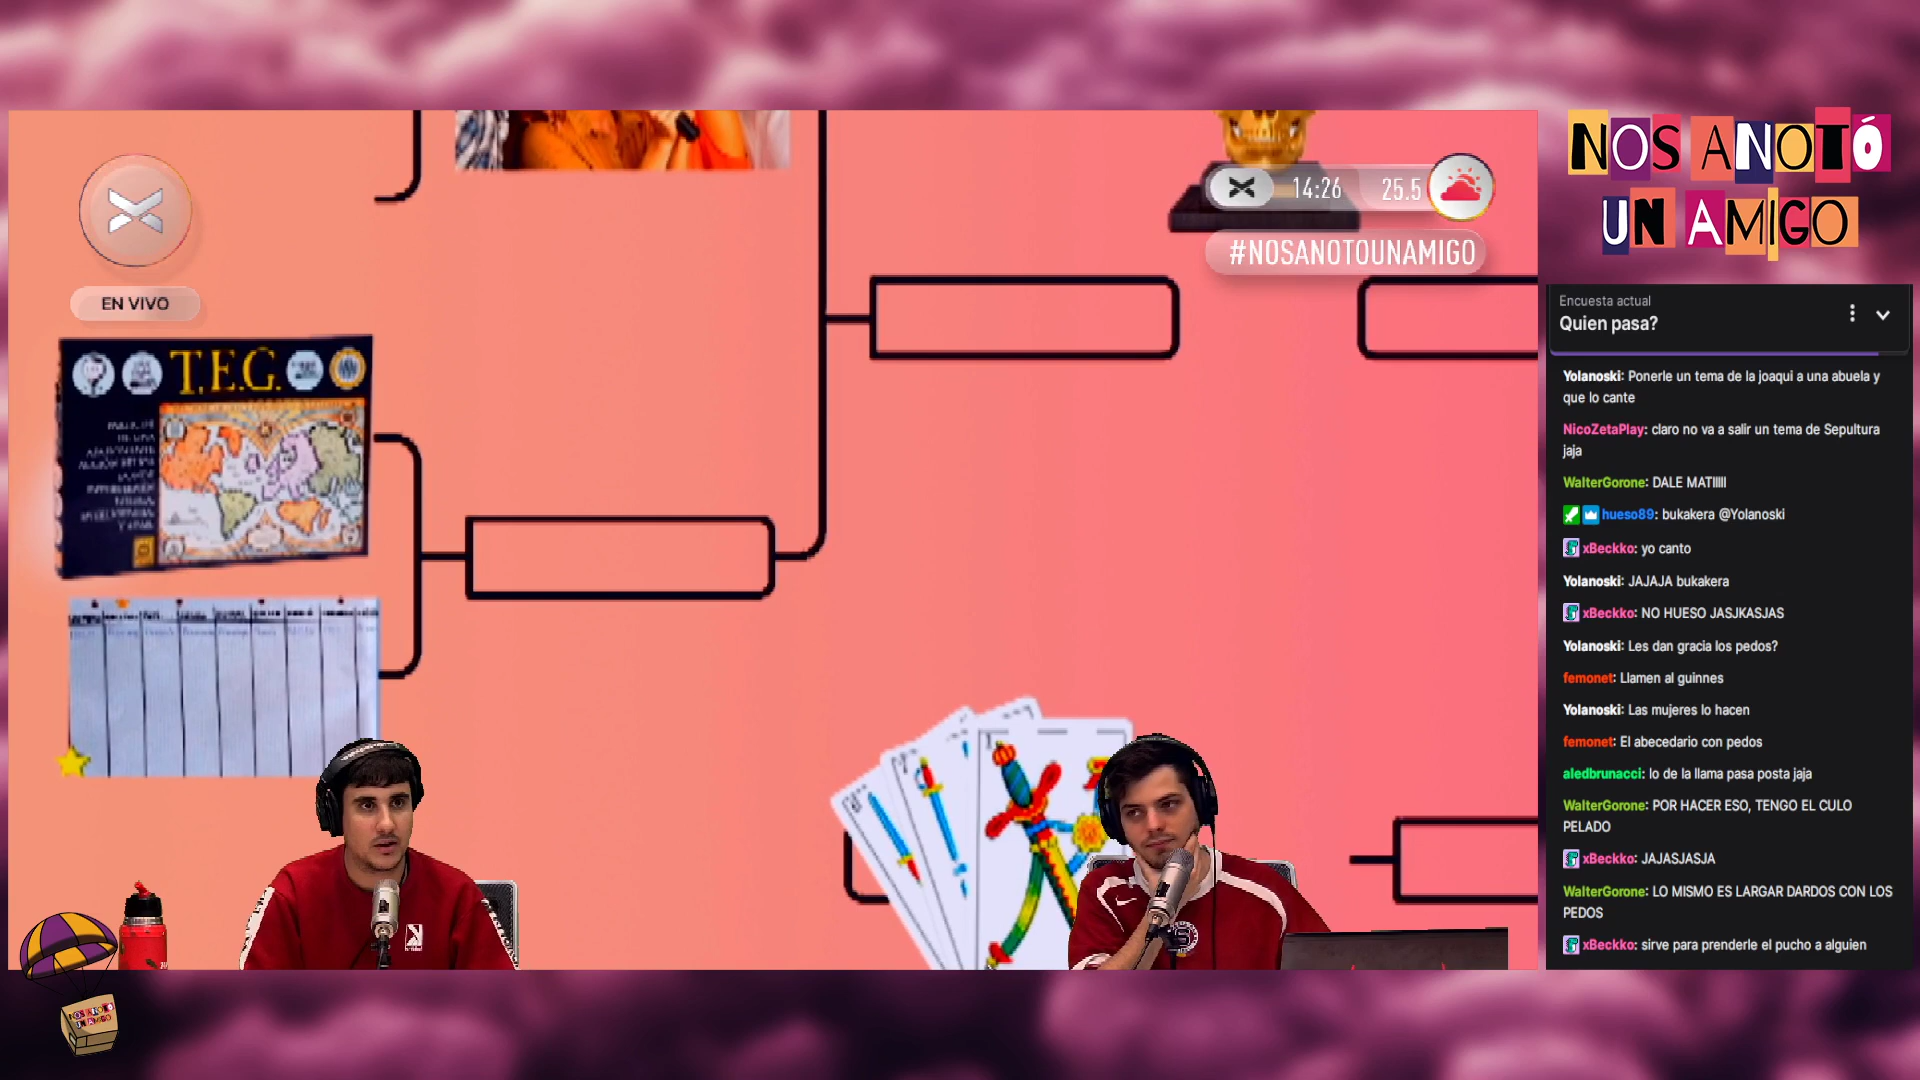 EN VIVO
T.E.G.
14:26 25.5
#NOSANOTOUNAMIGO
NOS ANOTÓ
UN AMIGO
Encuesta actual
Quien pasa?
Yolanoski: Ponerle un tema de la joaqui a una abuela y
que lo cante
NicoZetaPlay: claro no va a salir un tema de Sepultura
jaja
WalterGorone: DALE MATIIIII
hueso89: bukakera @Yolanoski
xBeckko: yo canto
Yolanoski: JAJAJA bukakera
xBeckko: NO HUESO JASJKASJAS
Yolanoski: Les dan gracia los pedos?
femonet: Llamen al guinnes
Yolanoski: Las mujeres lo hacen
femonet: El abecedario con pedos
aledbrunacci: lo de la llama pasa posta jaja
WalterGorone: POR HACER ESO, TENGO EL CULO
PELADO
xBeckko: JAJASJASJA
WalterGorone: LO MISMO ES LARGAR DARDOS CON LOS
PEDOS
xBeckko: sirve para prenderle el pucho a alguien
NOS ANOTÓ
UN AMIGO